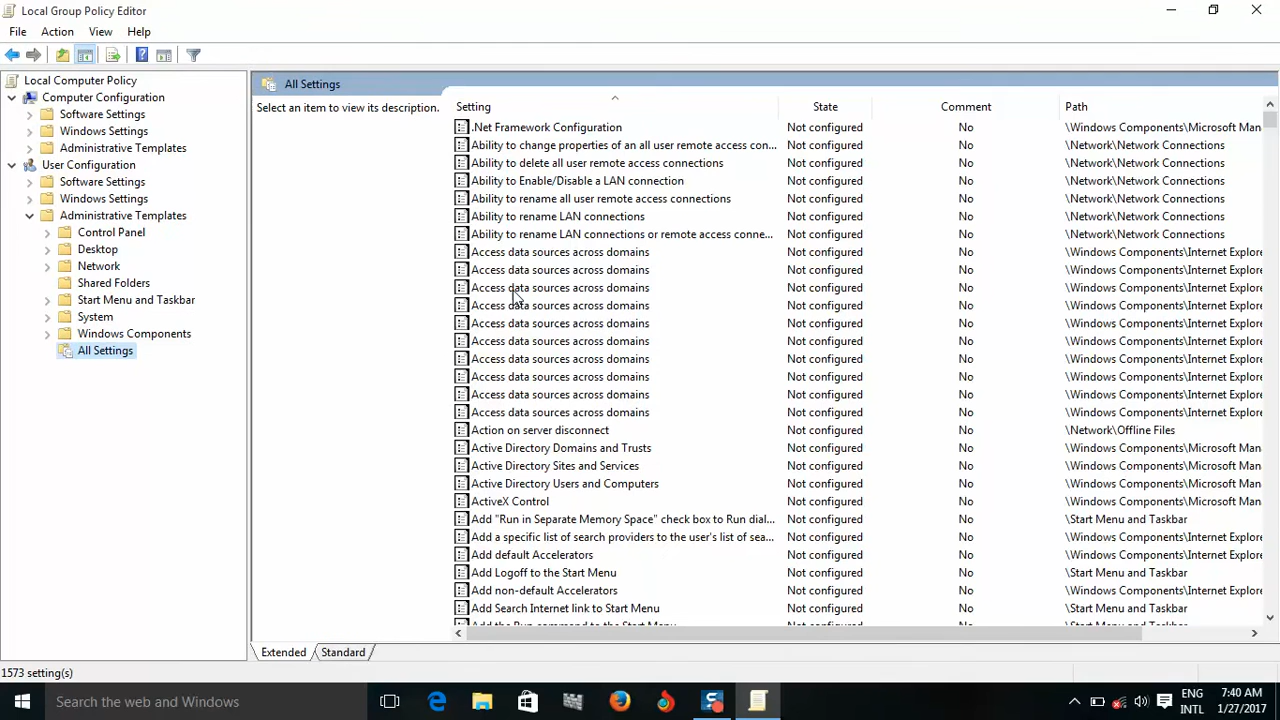 Local Group Policy Editor
File Action View Help
Local Computer Policy
Computer Configuration
Software Settings
Windows Settings
Administrative Templates
User Configuration
Software Settings
Windows Settings
Administrative Templates
Control Panel
Desktop
Network
Shared Folders
Start Menu and Taskbar
System
Windows Components
All Settings
All Settings
Select an item to view its description.
Setting State Comment Path
.Net Framework Configuration Not configured No \Windows Components\Microsoft Man
Ability to change properties of an all user remote access con... Not configured No \Network\Network Connections
Ability to delete all user remote access connections Not configured No \Network\Network Connections
Ability to Enable/Disable a LAN connection Not configured No \Network\Network Connections
Ability to rename all user remote access connections Not configured No \Network\Network Connections
Ability to rename LAN connections Not configured No \Network\Network Connections
Ability to rename LAN connections or remote access conne... Not configured No \Network\Network Connections
Access data sources across domains Not configured No \Windows Components\Internet Explore
Access data sources across domains Not configured No \Windows Components\Internet Explore
Access data sources across domains Not configured No \Windows Components\Internet Explore
Access data sources across domains Not configured No \Windows Components\Internet Explore
Access data sources across domains Not configured No \Windows Components\Internet Explore
Access data sources across domains Not configured No \Windows Components\Internet Explore
Access data sources across domains Not configured No \Windows Components\Internet Explore
Access data sources across domains Not configured No \Windows Components\Internet Explore
Access data sources across domains Not configured No \Windows Components\Internet Explore
Access data sources across domains Not configured No \Windows Components\Internet Explore
Action on server disconnect Not configured No \Network\Offline Files
Active Directory Domains and Trusts Not configured No \Windows Components\Microsoft Man
Active Directory Sites and Services Not configured No \Windows Components\Microsoft Man
Active Directory Users and Computers Not configured No \Windows Components\Microsoft Man
ActiveX Control Not configured No \Windows Components\Microsoft Man
Add "Run in Separate Memory Space" check box to Run dial... Not configured No \Start Menu and Taskbar
Add a specific list of search providers to the user's list of sea... Not configured No \Windows Components\Internet Explore
Add default Accelerators Not configured No \Windows Components\Internet Explore
Add Logoff to the Start Menu Not configured No \Start Menu and Taskbar
Add non-default Accelerators Not configured No \Windows Components\Internet Explore
Add Search Internet link to Start Menu Not configured No \Start Menu and Taskbar
Add the Run command to the Start Menu Not configured No \Start Menu and Taskbar
Extended Standard
1573 setting(s)
Search the web and Windows
ENG 7:40 AM
INTL 1/27/2017